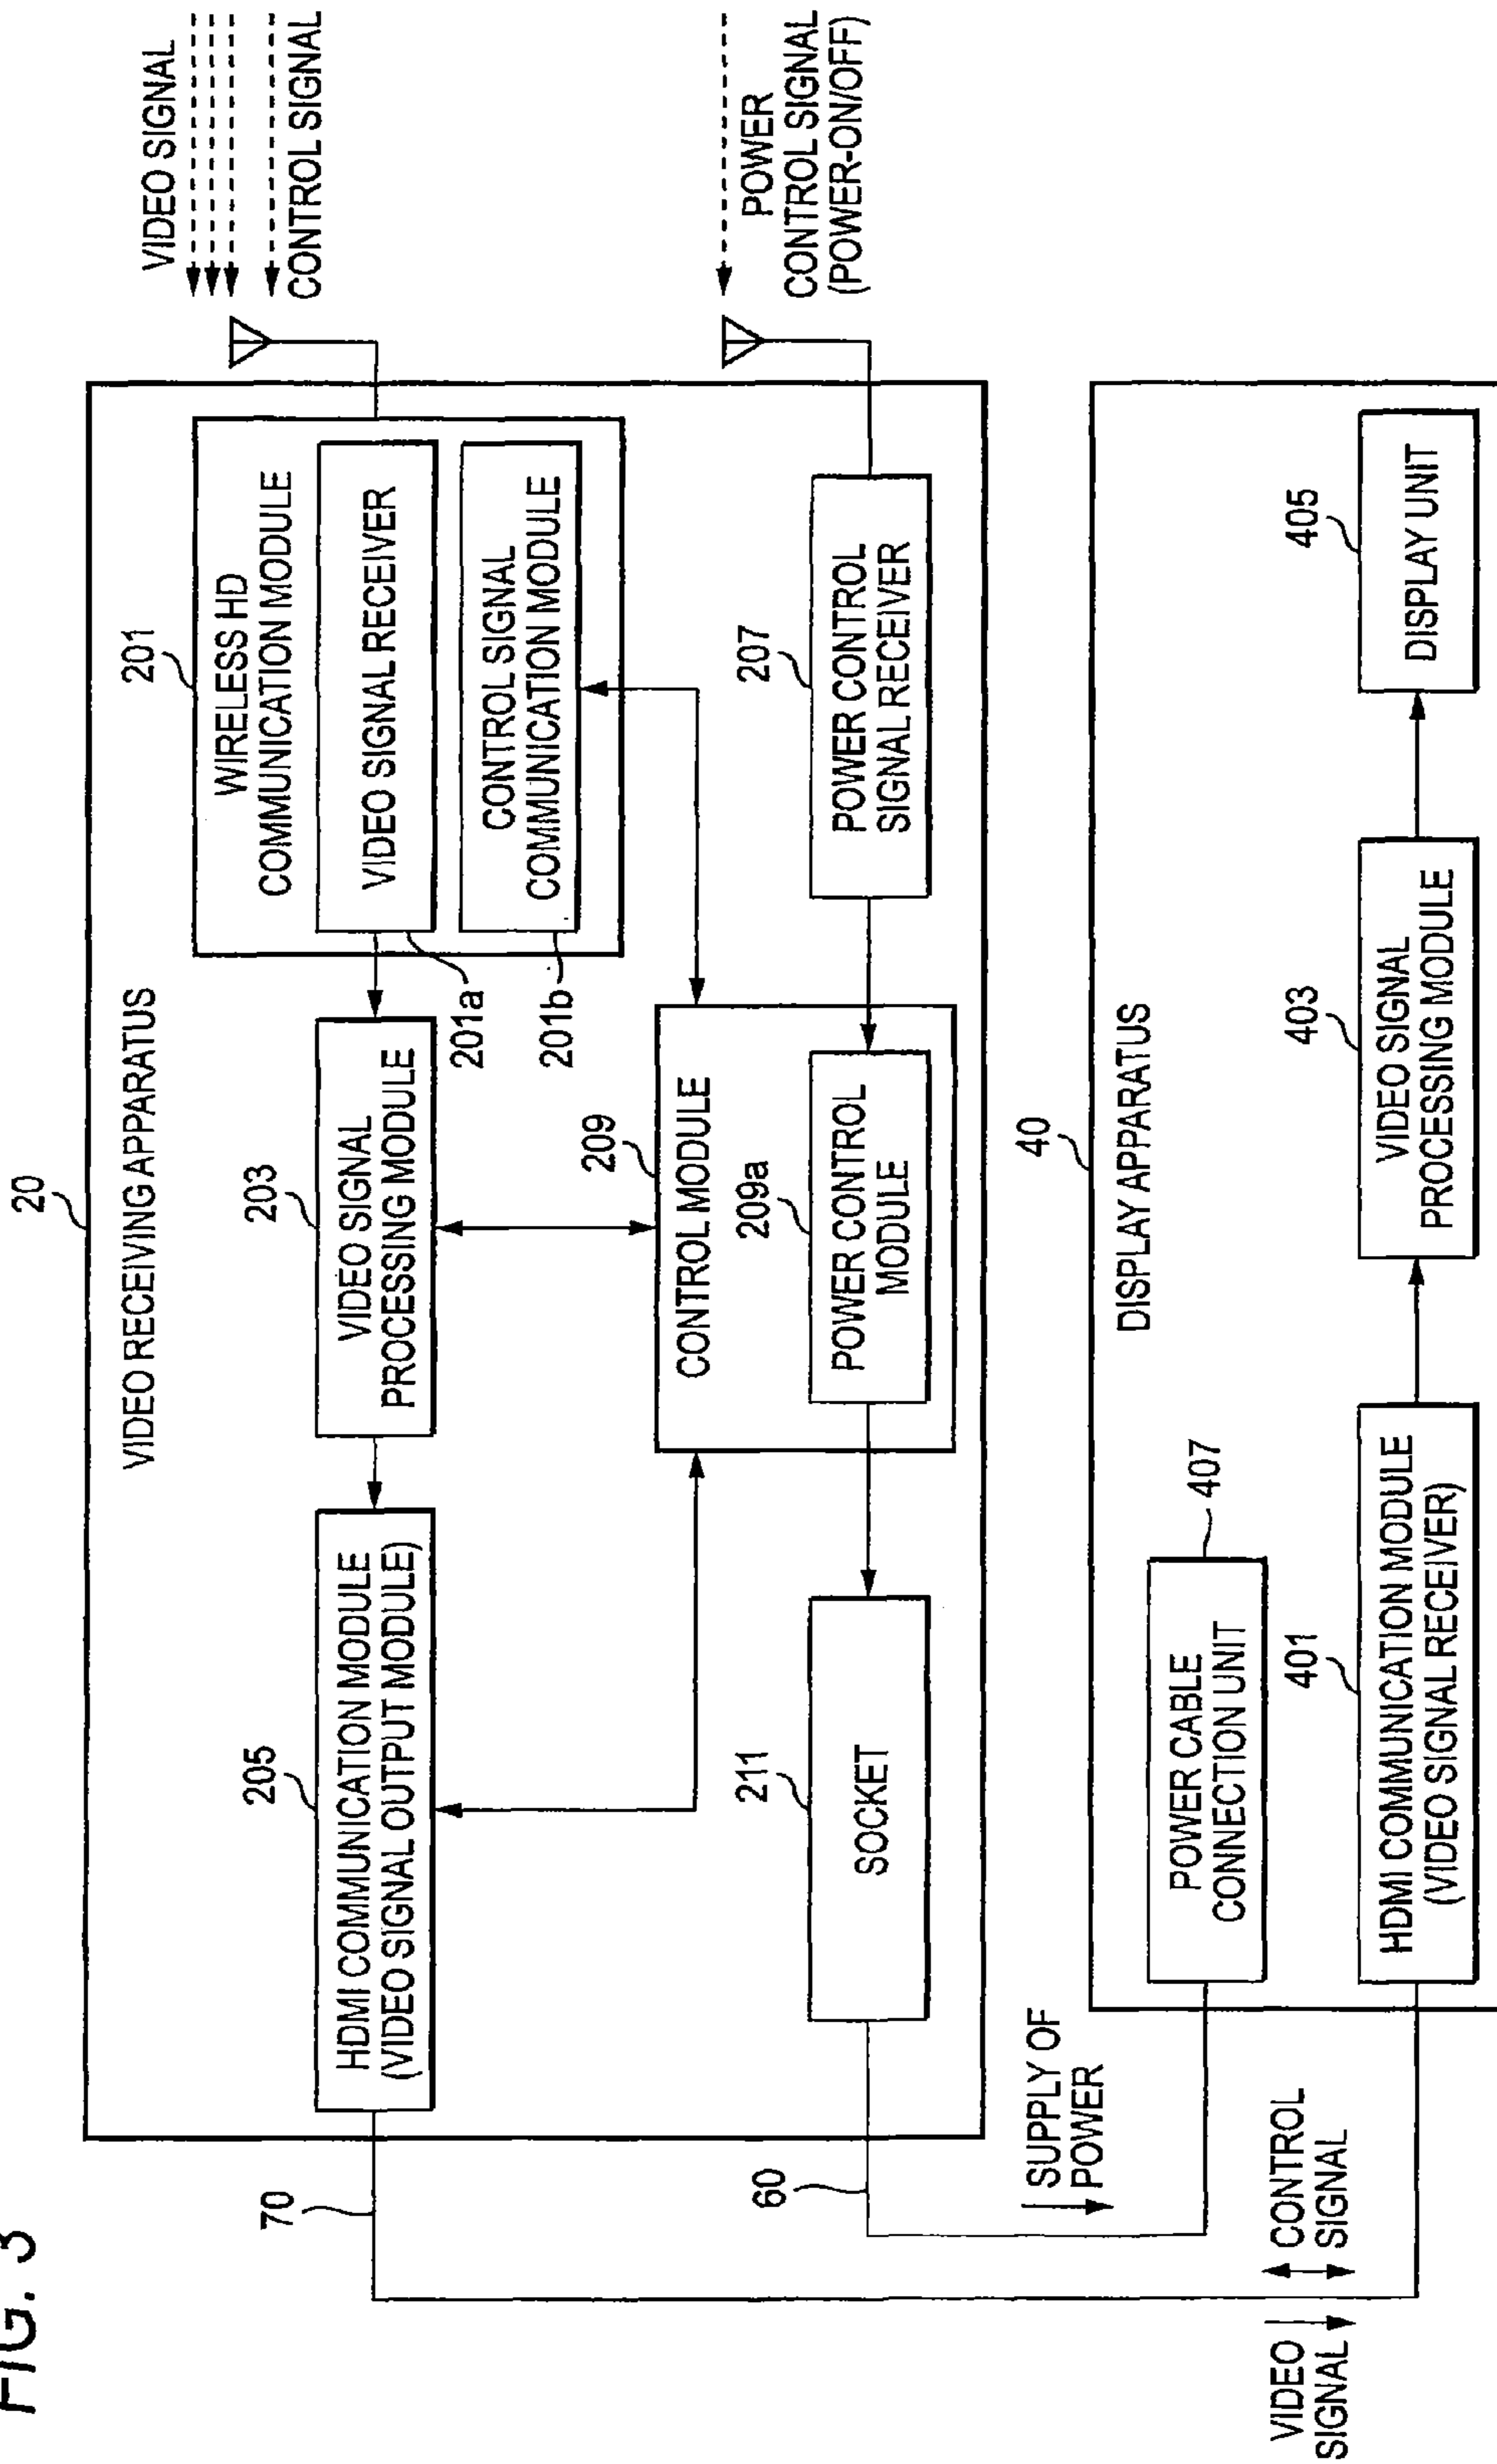 FIG. 3
20
VIDEO RECEIVING APPARATUS
70
205
HDMI COMMUNICATION MODULE
(VIDEO SIGNAL OUTPUT MODULE)
203
VIDEO SIGNAL
PROCESSING MODULE
201
WIRELESS HD
COMMUNICATION MODULE
VIDEO SIGNAL RECEIVER
201a
CONTROL SIGNAL
COMMUNICATION MODULE
201b
VIDEO SIGNAL
CONTROL SIGNAL
209
CONTROL MODULE
209a
POWER CONTROL
MODULE
207
POWER CONTROL
SIGNAL RECEIVER
POWER
CONTROL SIGNAL
(POWER-ON/OFF)
211
SOCKET
60
SUPPLY OF
POWER
40
DISPLAY APPARATUS
407
POWER CABLE
CONNECTION UNIT
401
HDMI COMMUNICATION MODULE
(VIDEO SIGNAL RECEIVER)
403
VIDEO SIGNAL
PROCESSING MODULE
405
DISPLAY UNIT
VIDEO
SIGNAL
CONTROL
SIGNAL